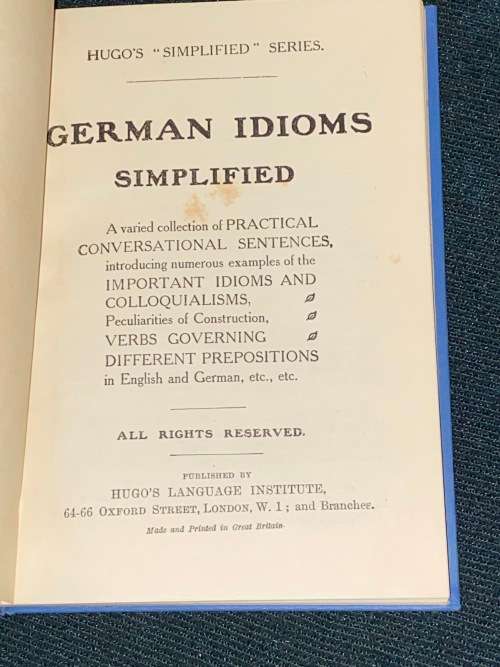 HUGO'S "SIMPLIFIED" SERIES.
GERMAN IDIOMS
SIMPLIFIED
A varied collection of PRACTICAL
CONVERSATIONAL SENTENCES,
introducing numerous examples of the
IMPORTANT IDIOMS AND
COLLOQUIALISMS,
Peculiarities of Construction,
VERBS GOVERNING
DIFFERENT PREPOSITIONS
in English and German, etc., etc.
ALL RIGHTS RESERVED.
PUBLISHED BY
HUGO'S LANGUAGE INSTITUTE,
64-66 OXFORD STREET, LONDON, W. 1; and Branches.
Made and Printed in Great Britain